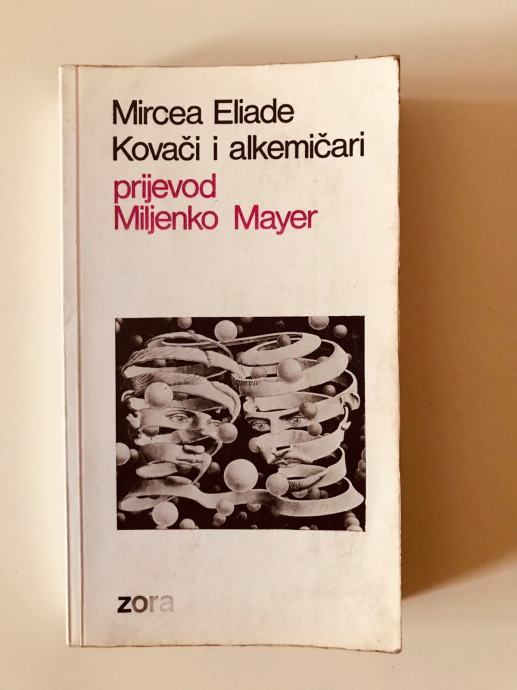 Mircea Eliade
Kovači i alkemičari
prijevod
Miljenko Mayer
zora